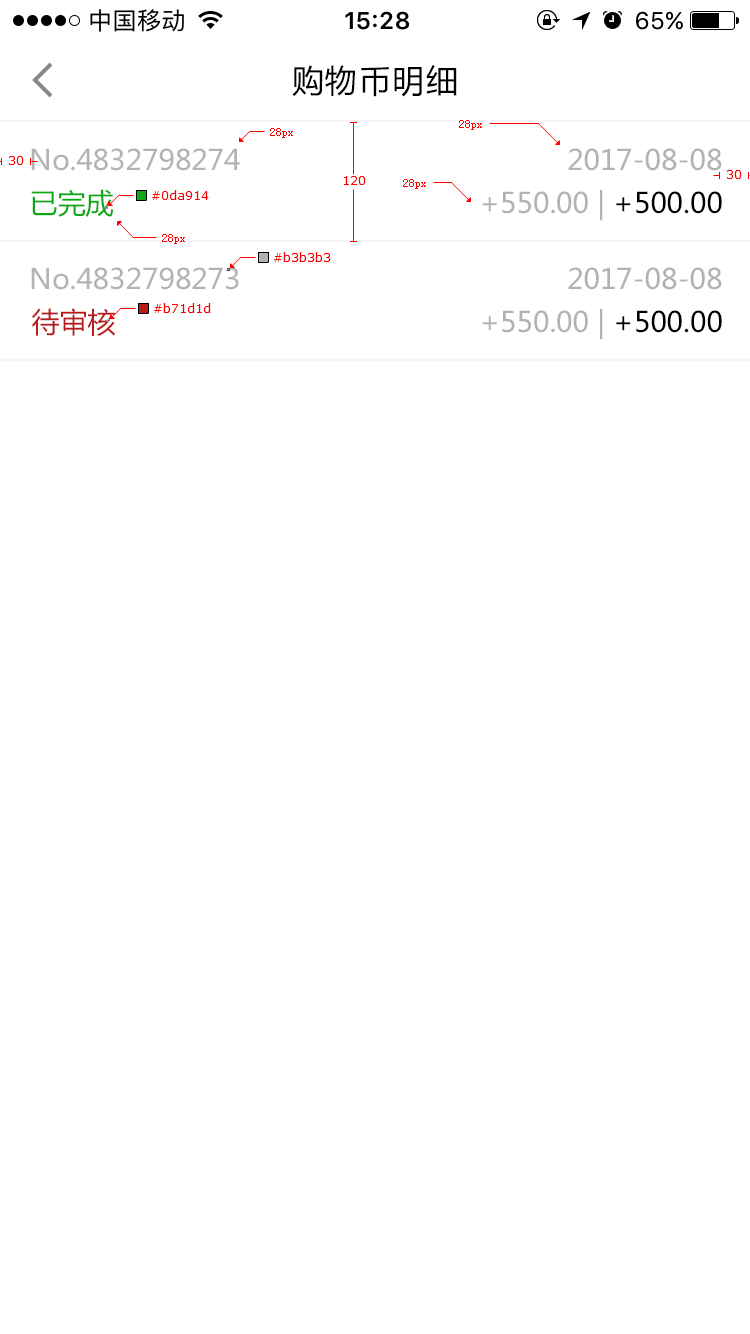 中国移动 15:28 65%
购物币明细
28px
28px
30 No.4832798274 2017-08-08
30
120
28px
已完成 #0da914 +550.00 | +500.00
28px
#b3b3b3
No.4832798273 2017-08-08
待审核 #b71d1d +550.00 | +500.00